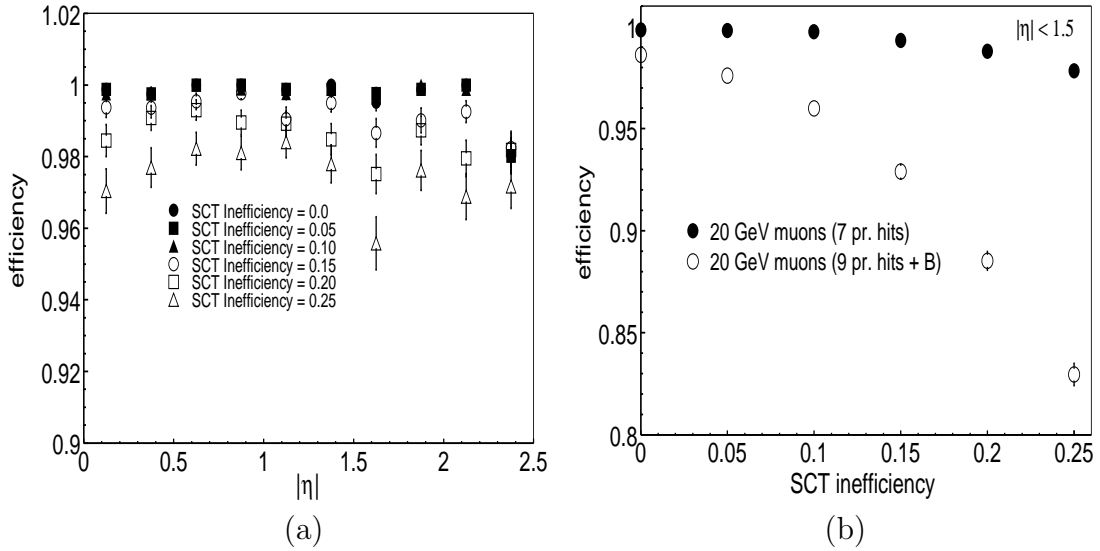 1.02
1
0.98
0.96
0.94
0.92
0.9
efficiency
SCT Inefficiency = 0.0
SCT Inefficiency = 0.05
SCT Inefficiency = 0.10
SCT Inefficiency = 0.15
SCT Inefficiency = 0.20
SCT Inefficiency = 0.25
0 0.5 1 1.5 2 2.5
|η|
(a)
1
0.95
0.9
0.85
0.8
efficiency
|η| < 1.5
20 GeV muons (7 pr. hits)
20 GeV muons (9 pr. hits + B)
0 0.05 0.1 0.15 0.2 0.25
SCT inefficiency
(b)